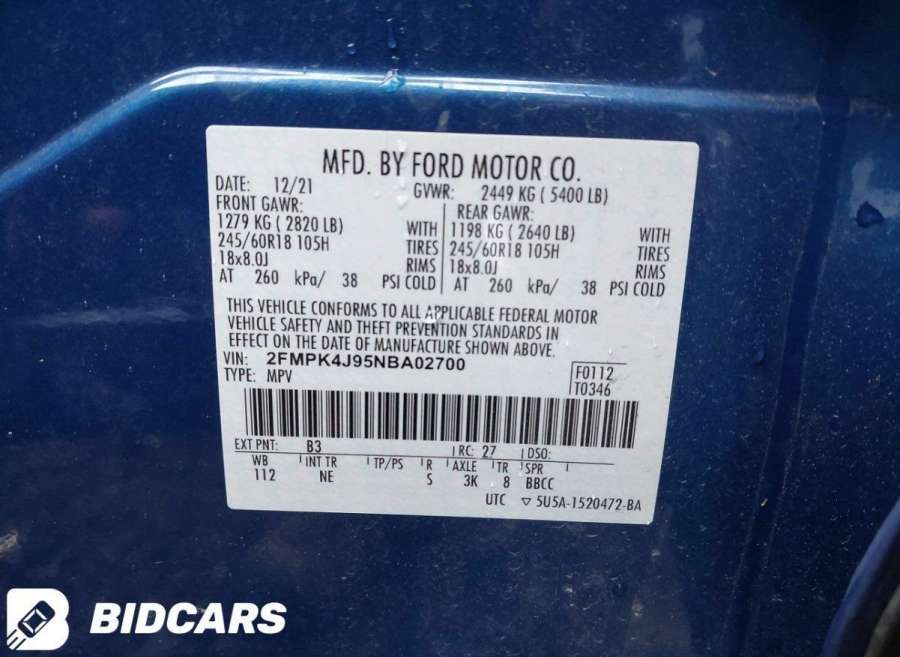 MFD. BY FORD MOTOR CO.
DATE: 12/21 GVWR: 2449 KG ( 5400 LB)
FRONT GAWR: REAR GAWR:
1279 KG ( 2820 LB) WITH 1198 KG ( 2640 LB) WITH
245/60R18 105H TIRES 245/60R18 105H TIRES
18x8.0J RIMS 18x8.0J RIMS
AT 260 kPa/ 38 PSI COLD AT 260 kPa/ 38 PSI COLD
THIS VEHICLE CONFORMS TO ALL APPLICABLE FEDERAL MOTOR
VEHICLE SAFETY AND THEFT PREVENTION STANDARDS IN
EFFECT ON THE DATE OF MANUFACTURE SHOWN ABOVE.
VIN: 2FMPK4J95NBA02700
TYPE: MPV
F0112
T0346
EXT PNT: B3 RC: 27 DSO:
WB INT TR TP/PS R AXLE TR SPR
112 NE S 3K 8 BBCC
UTC ▽ 5U5A-1520472-BA
B BIDCARS